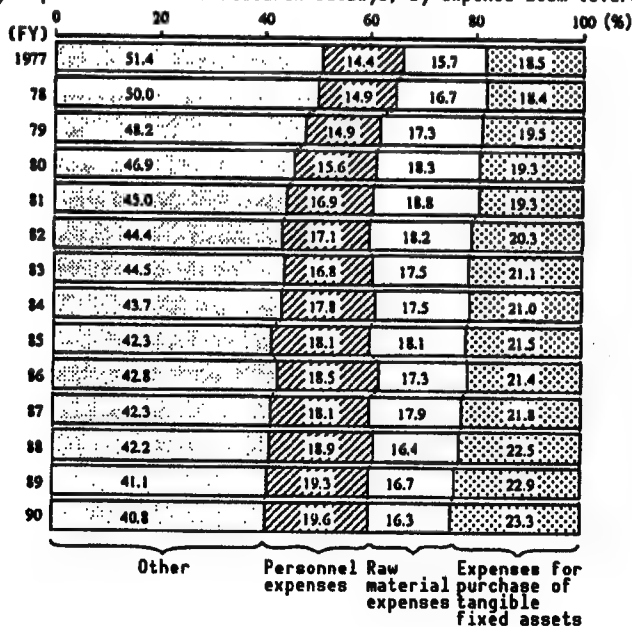 0 20 40 60 80 100 (%)
(FY)
1977 51.4 14.4 15.7 18.5
78 50.0 14.9 16.7 18.4
79 48.2 14.9 17.3 19.5
80 46.9 15.6 18.3 19.3
81 45.0 16.9 18.8 19.3
82 44.4 17.1 18.2 20.3
83 44.5 16.8 17.5 21.1
84 43.7 17.8 17.5 21.0
85 42.3 18.1 18.1 21.5
86 42.8 18.5 17.3 21.4
87 42.3 18.1 17.9 21.8
88 42.2 18.9 16.4 22.5
89 41.1 19.3 16.7 22.9
90 40.8 19.6 16.3 23.3
Other
Personnel
expenses
Raw
material
expenses
Expenses for
purchase of
tangible
fixed assets